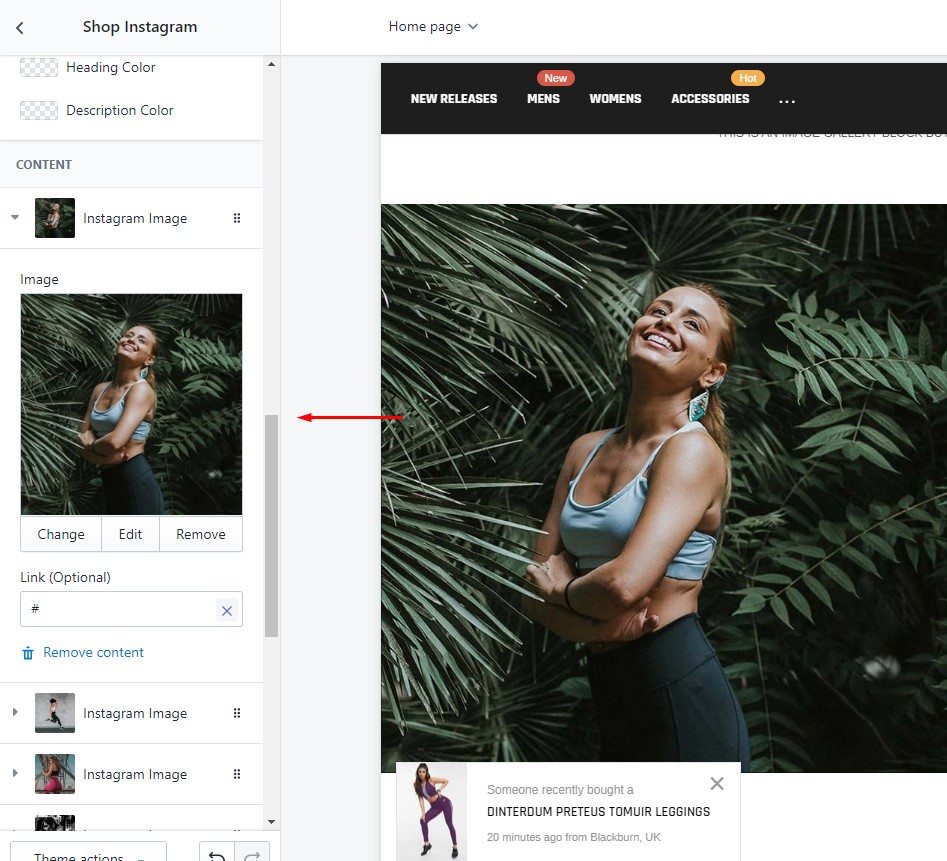 Shop Instagram
Home page
Heading Color
Description Color
CONTENT
Instagram Image
Image
Change Edit Remove
Link (Optional)
#
Remove content
Instagram Image
Instagram Image
Theme actions
New Hot
NEW RELEASES MENS WOMENS ACCESSORIES ...
THIS IS AN IMAGE GALLERY BLOCK BU
Someone recently bought a
DINTERDUM PRETEUS TOMUIR LEGGINGS
20 minutes ago from Blackburn, UK